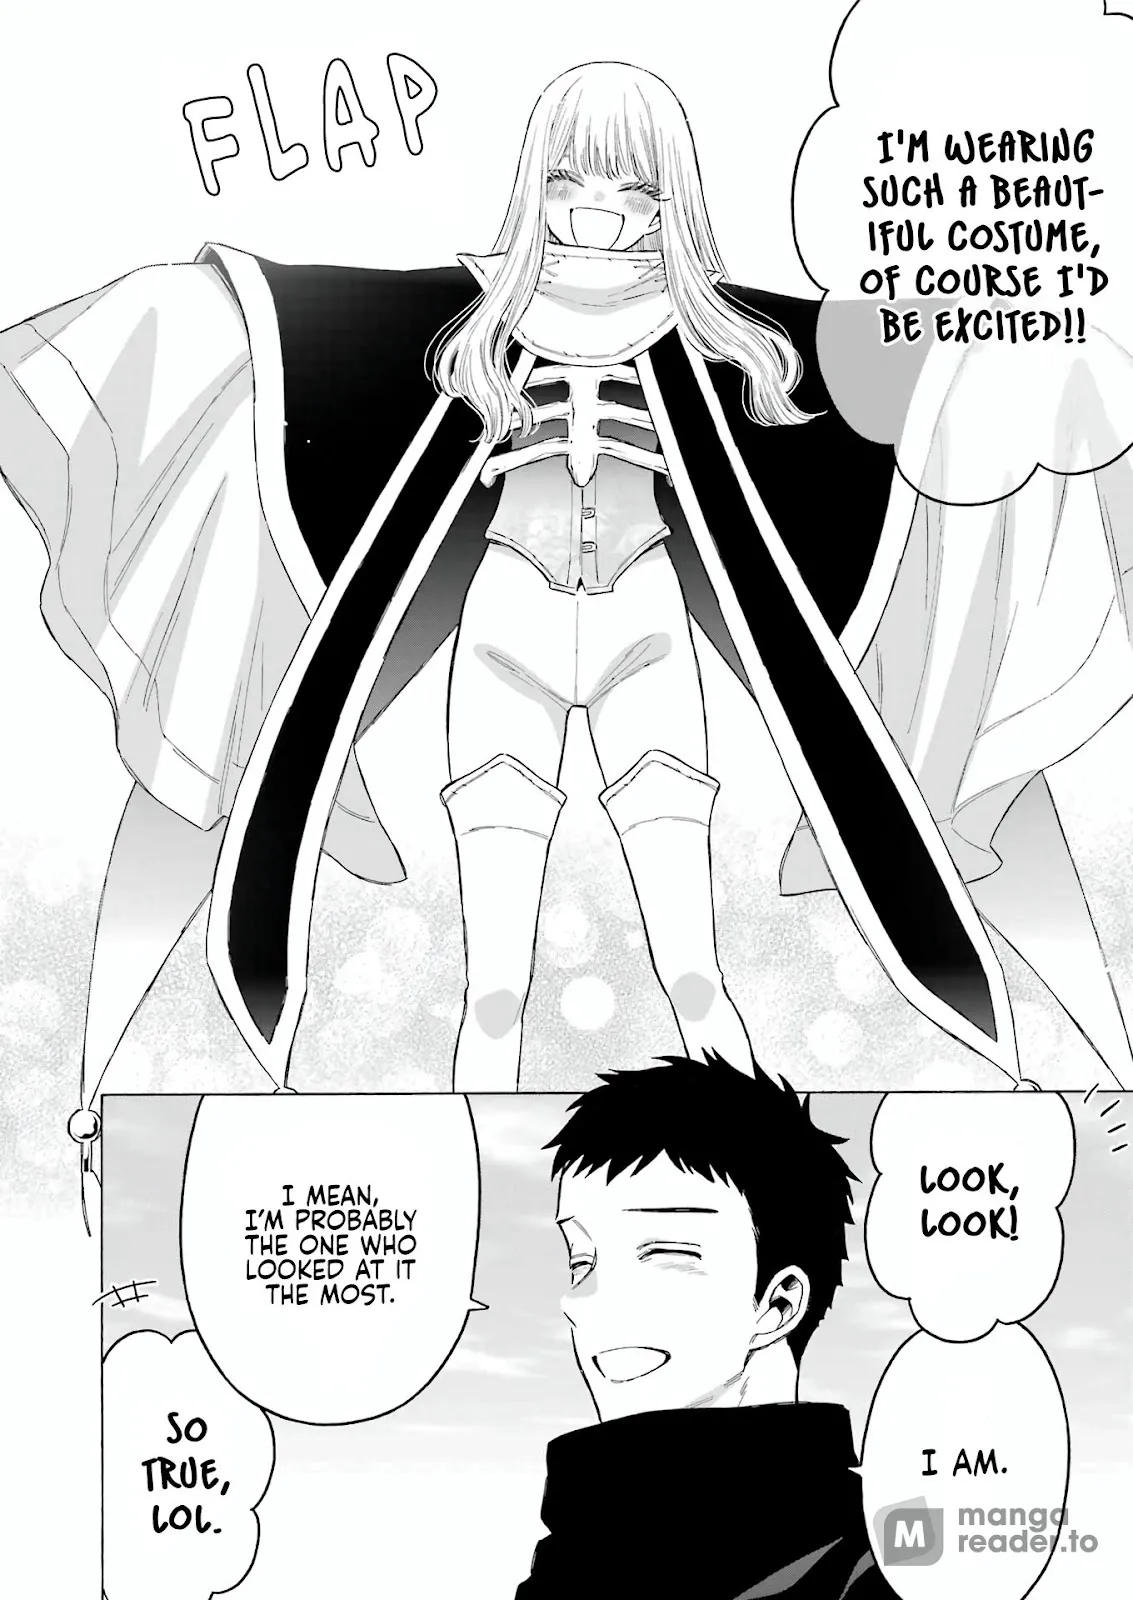 FLAP
I'M WEARING
SUCH A BEAUT-
IFUL COSTUME,
OF COURSE I'D
BE EXCITED!!
LOOK,
LOOK!
I AM.
I MEAN,
I'M PROBABLY
THE ONE WHO
LOOKED AT IT
THE MOST.
SO
TRUE,
LOL.
M manga
reader.to